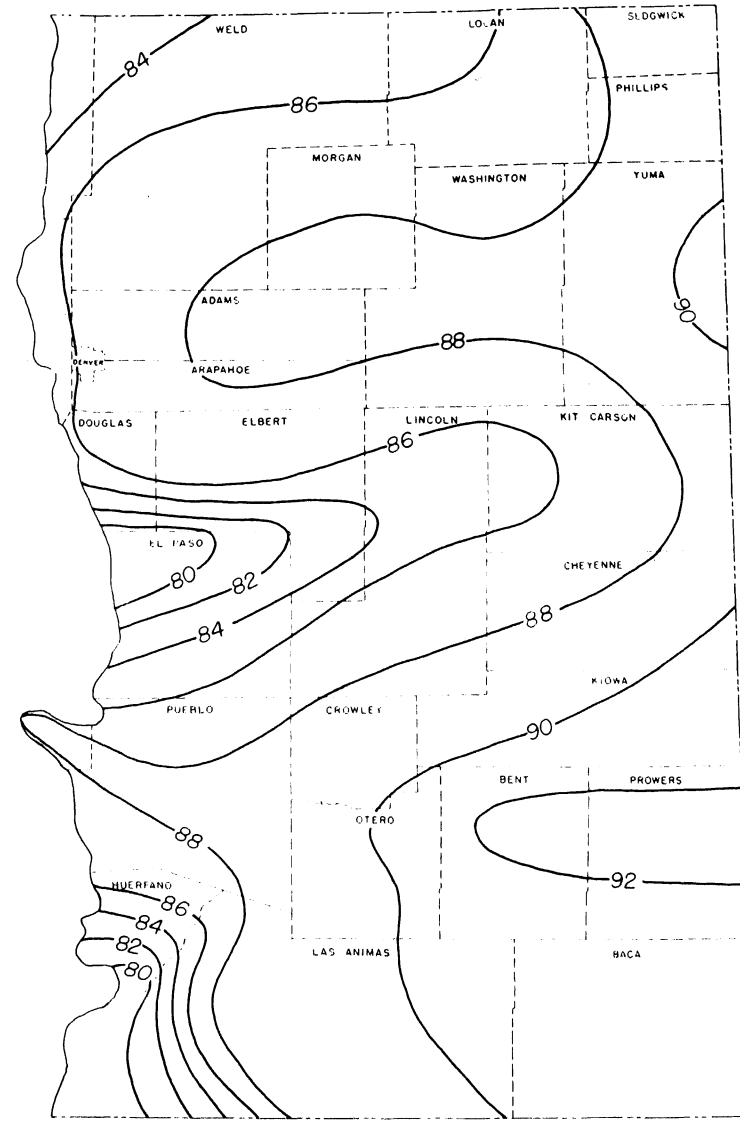 WELD
LOGAN
SEDGWICK
84
PHILLIPS
86
MORGAN
WASHINGTON
YUMA
ADAMS
90
88
DENVER
ARAPAHOE
DOUGLAS
ELBERT
LINCOLN
KIT CARSON
86
EL PASO
CHEYENNE
80
82
84
88
KIOWA
PUEBLO
CROWLEY
90
BENT
PROWERS
OTERO
88
92
HUERFANO
86
84
82
LAS ANIMAS
BACA
80